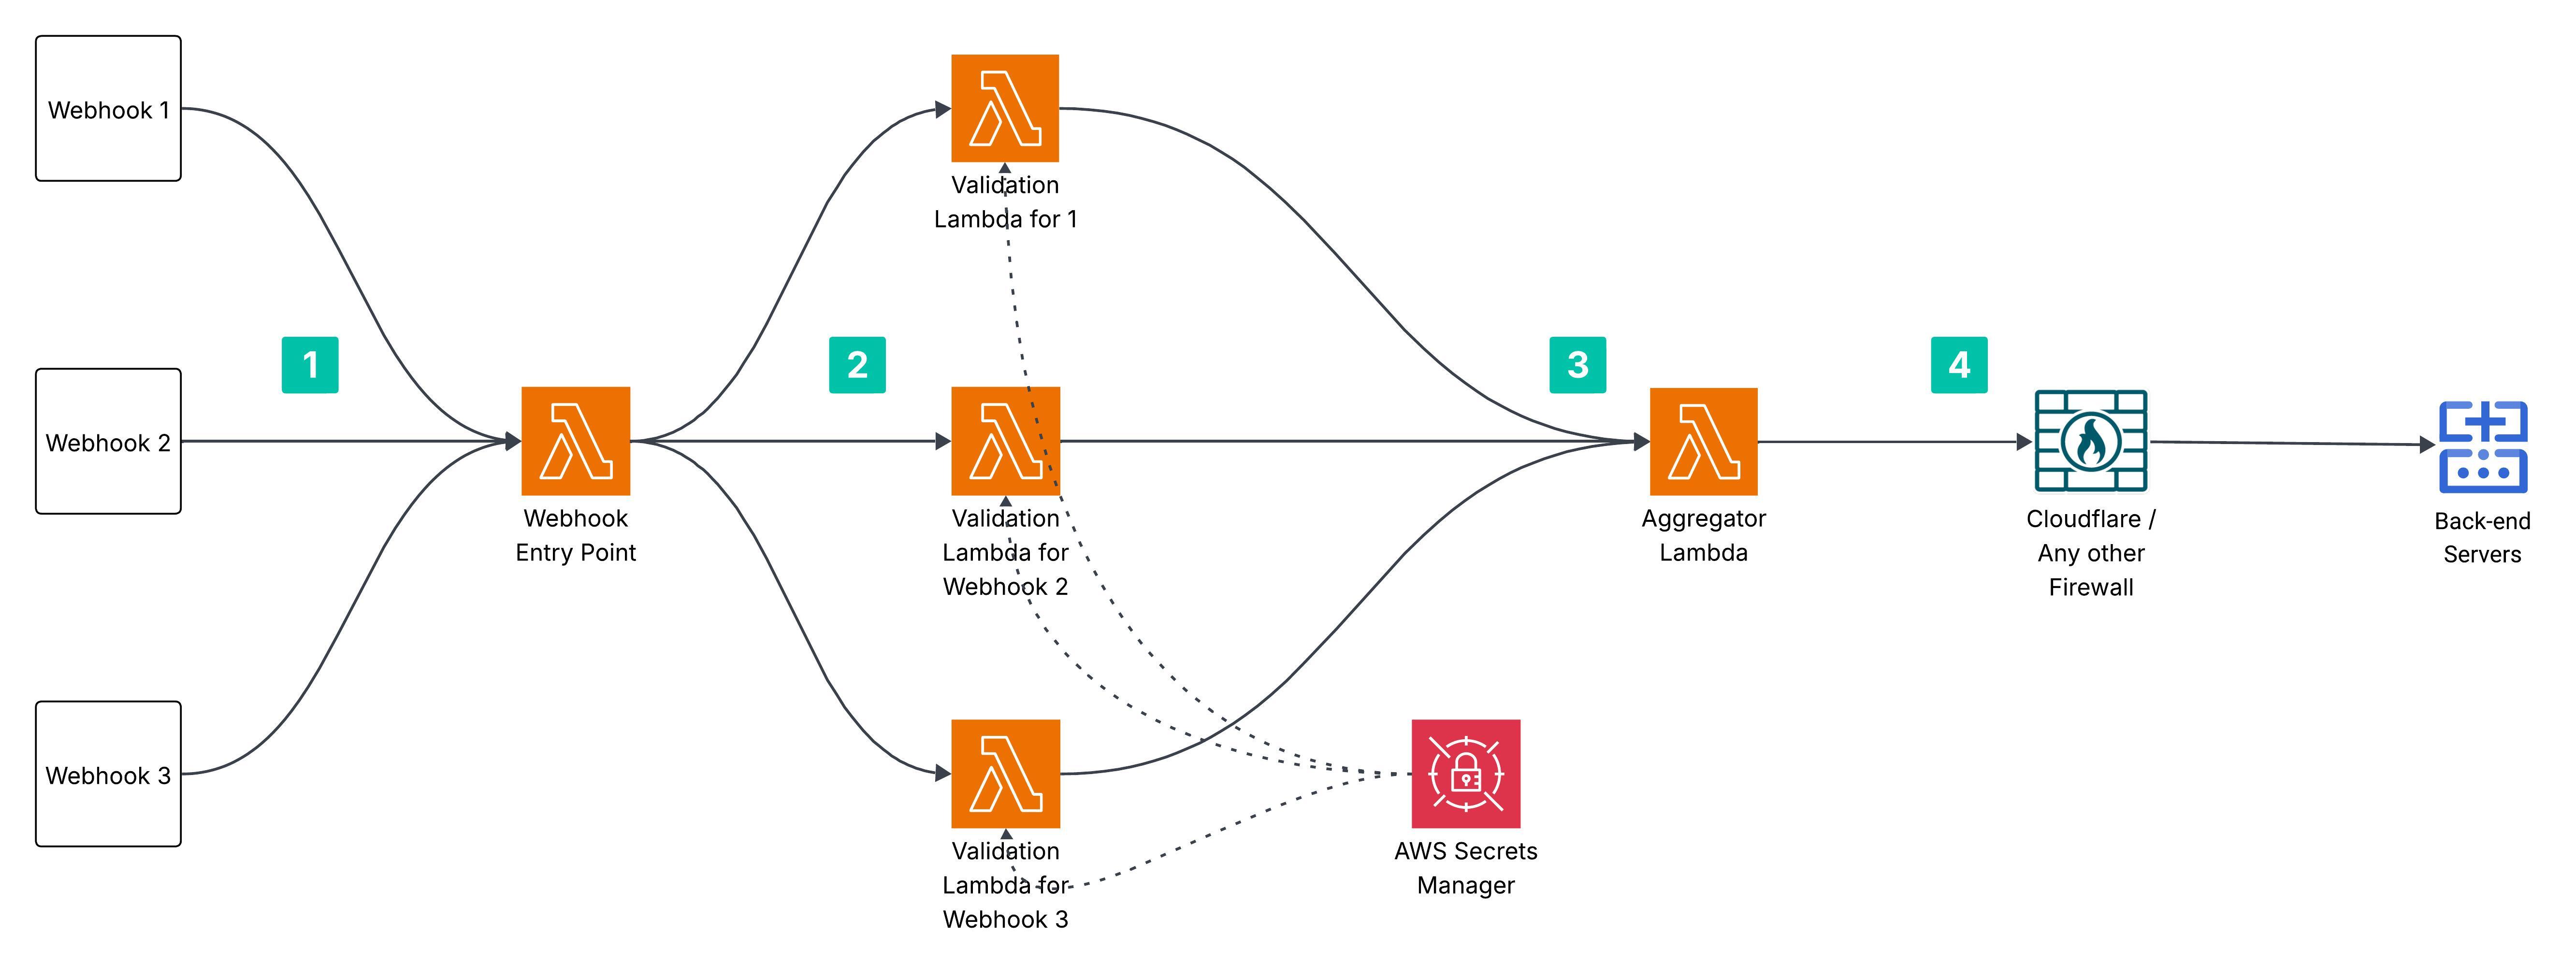 Webhook 1
Validation
Lambda for 1
1
2
3
4
Webhook 2
Webhook
Entry Point
Validation
Lambda for
Webhook 2
Aggregator
Lambda
Cloudflare /
Any other
Firewall
Back-end
Servers
Webhook 3
Validation
Lambda for
Webhook 3
AWS Secrets
Manager